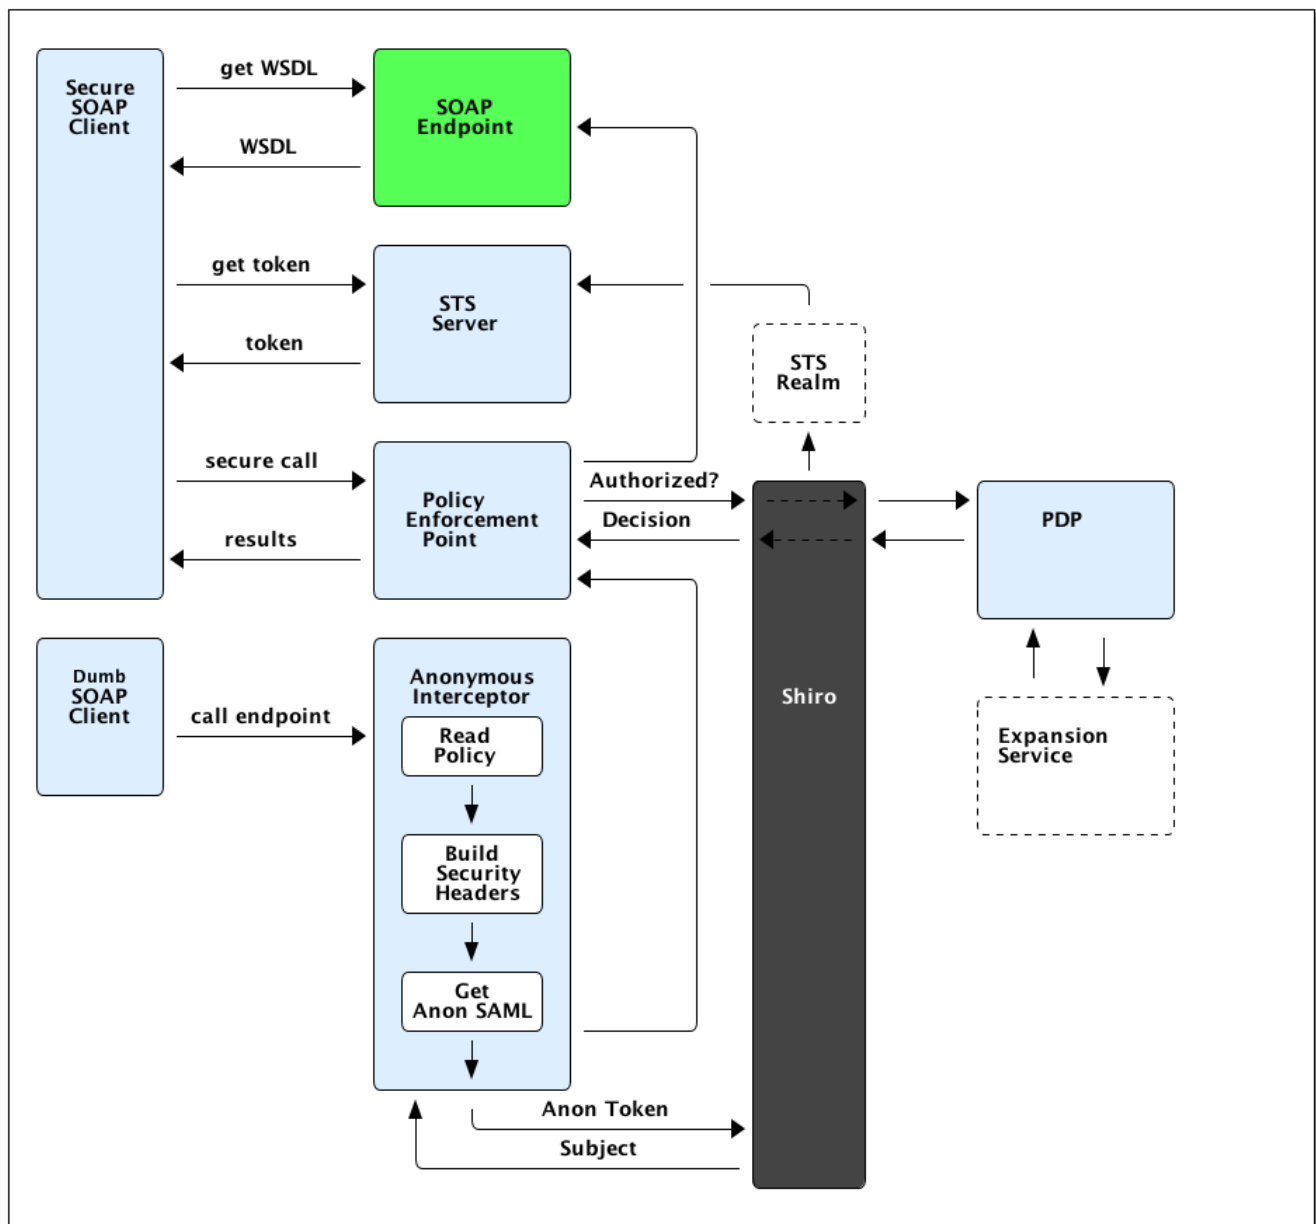 Secure
SOAP
Client
get WSDL
WSDL
SOAP
Endpoint
get token
token
STS
Server
STS
Realm
secure call
results
Policy
Enforcement
Point
Authorized?
Decision
PDP
Dumb
SOAP
Client
call endpoint
Anonymous
Interceptor
Read
Policy
Build
Security
Headers
Get
Anon SAML
Shiro
Expansion
Service
Anon Token
Subject